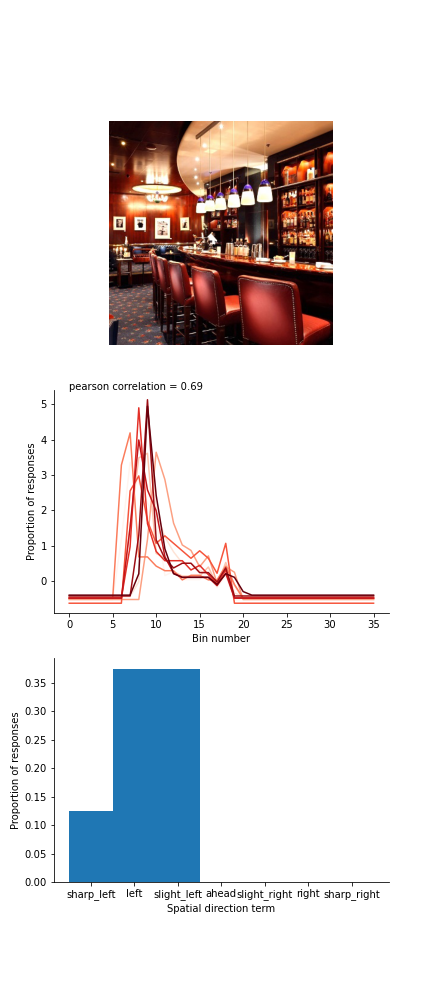 pearson correlation = 0.69
5
4
3
2
1
0
Proportion of responses
0 5 10 15 20 25 30 35
Bin number
0.35
0.30
0.25
0.20
0.15
0.10
0.05
0.00
Proportion of responses
sharp_left left slight_left ahead slight_right right sharp_right
Spatial direction term